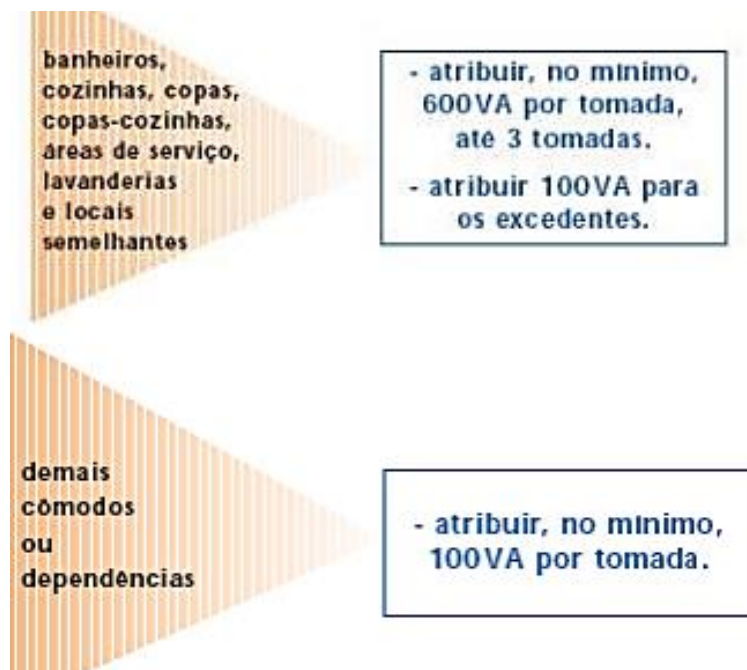 banheiros,
cozinhas, copas,
copas-cozinhas,
áreas de serviço,
lavanderias
e locais
semelhantes
- atribuir, no mínimo,
600VA por tomada,
até 3 tomadas.
- atribuir 100VA para
os excedentes.
demais
cômodos
ou
dependências
- atribuir, no mínimo,
100VA por tomada.